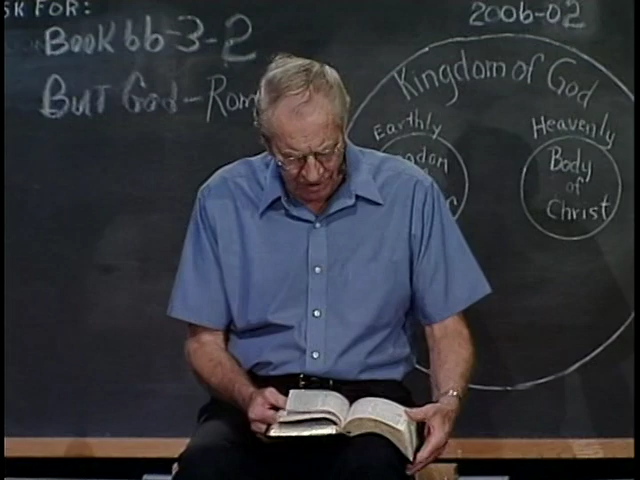 SK FOR:
Book 66-3-2
But God - Rom
2006-02
Kingdom of God
Earthly
Heavenly
Body
of
Christ